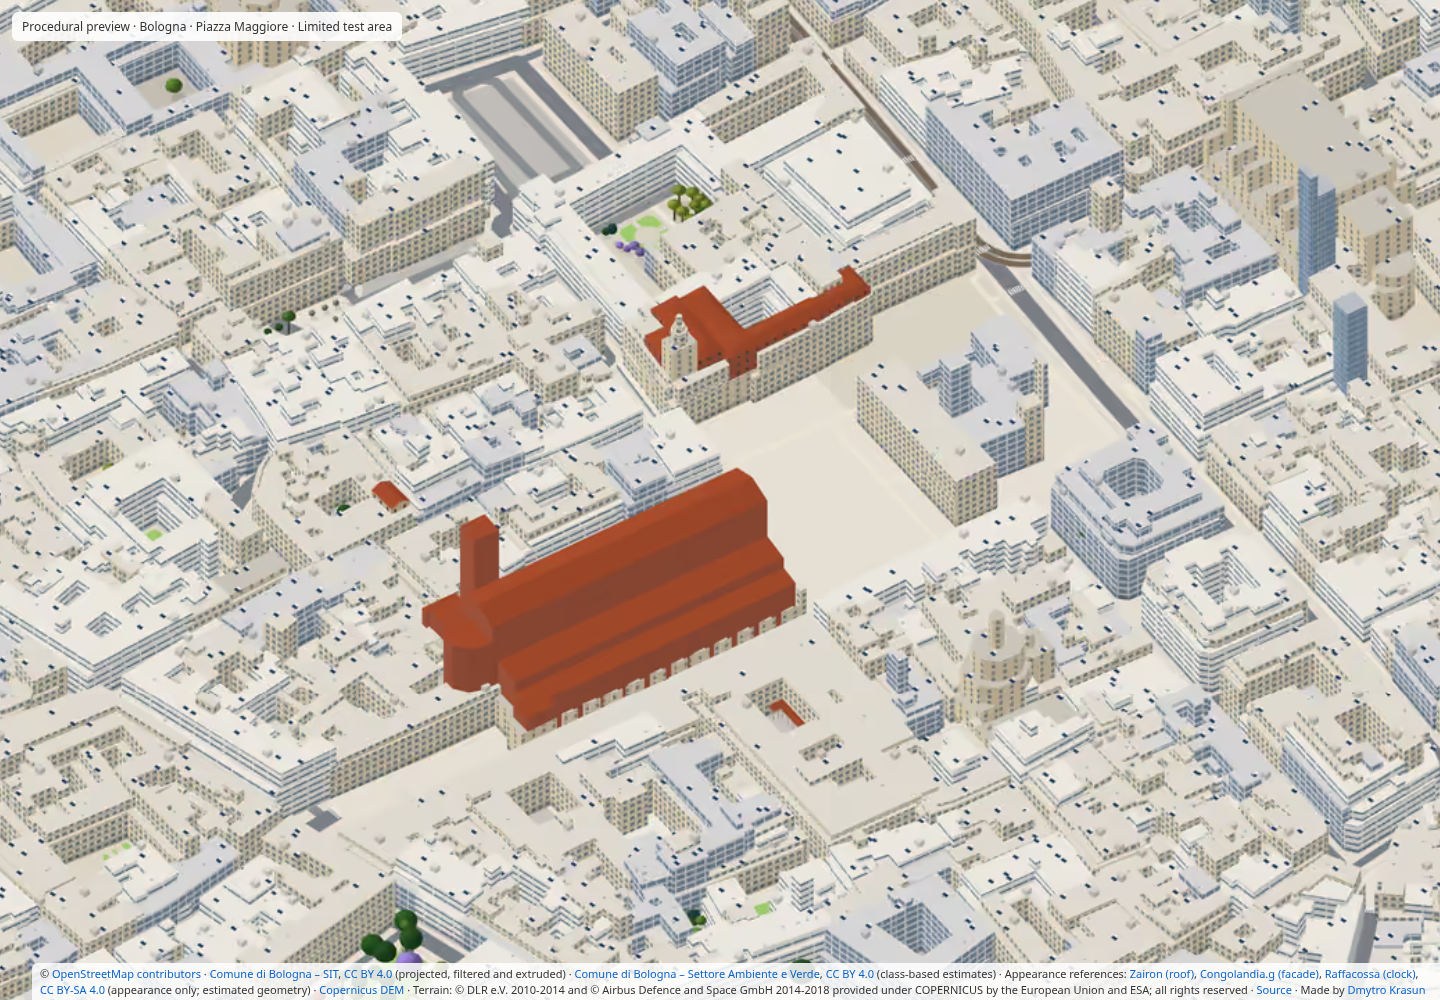 Procedural preview · Bologna · Piazza Maggiore · Limited test area
© OpenStreetMap contributors · Comune di Bologna – SIT, CC BY 4.0 (projected, filtered and extruded) · Comune di Bologna – Settore Ambiente e Verde, CC BY 4.0 (class-based estimates) · Appearance references: Zairon (roof), Congolandia.g (facade), Raffacossa (clock),
CC BY-SA 4.0 (appearance only; estimated geometry) · Copernicus DEM · Terrain: © DLR e.V. 2010-2014 and © Airbus Defence and Space GmbH 2014-2018 provided under COPERNICUS by the European Union and ESA; all rights reserved · Source · Made by Dmytro Krasun